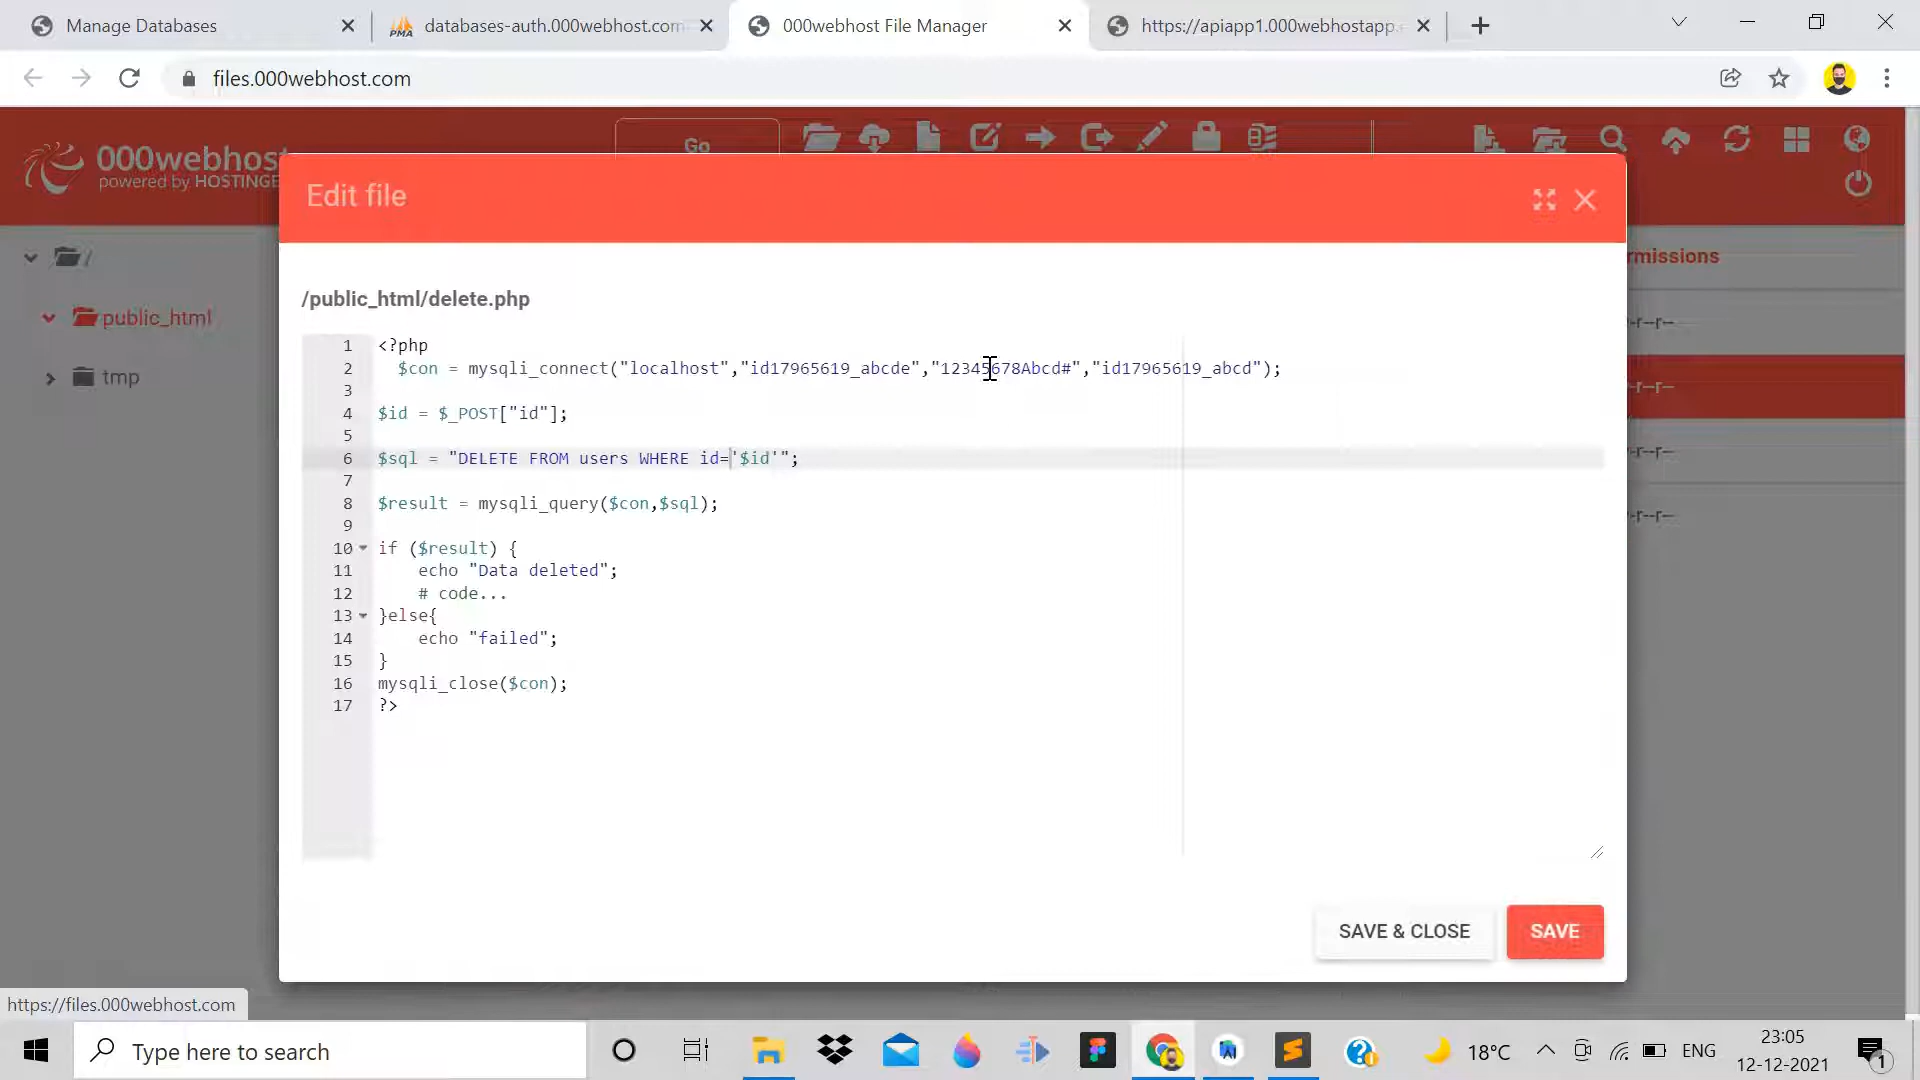 Manage Databases
databases-auth.000webhost.com
000webhost File Manager
https://apiapp1.000webhostapp.
files.000webhost.com
000webhost
powered by HOSTINGE
Go
Edit file
/
public_html
tmp
rmissions
-r--r--
-r--r--
-r--r--
-r--r--
/public_html/delete.php
1 <?php
2 $con = mysqli_connect("localhost","id17965619_abcde","12345678Abcd#","id17965619_abcd");
3
4 $id = $_POST["id"];
5
6 $sql = "DELETE FROM users WHERE id='$id'";
7
8 $result = mysqli_query($con,$sql);
9
10 if ($result) {
11 echo "Data deleted";
12 # code...
13 }else{
14 echo "failed";
15 }
16 mysqli_close($con);
17 ?>
SAVE & CLOSE
SAVE
https://files.000webhost.com
Type here to search
18°C
ENG
23:05
12-12-2021
1